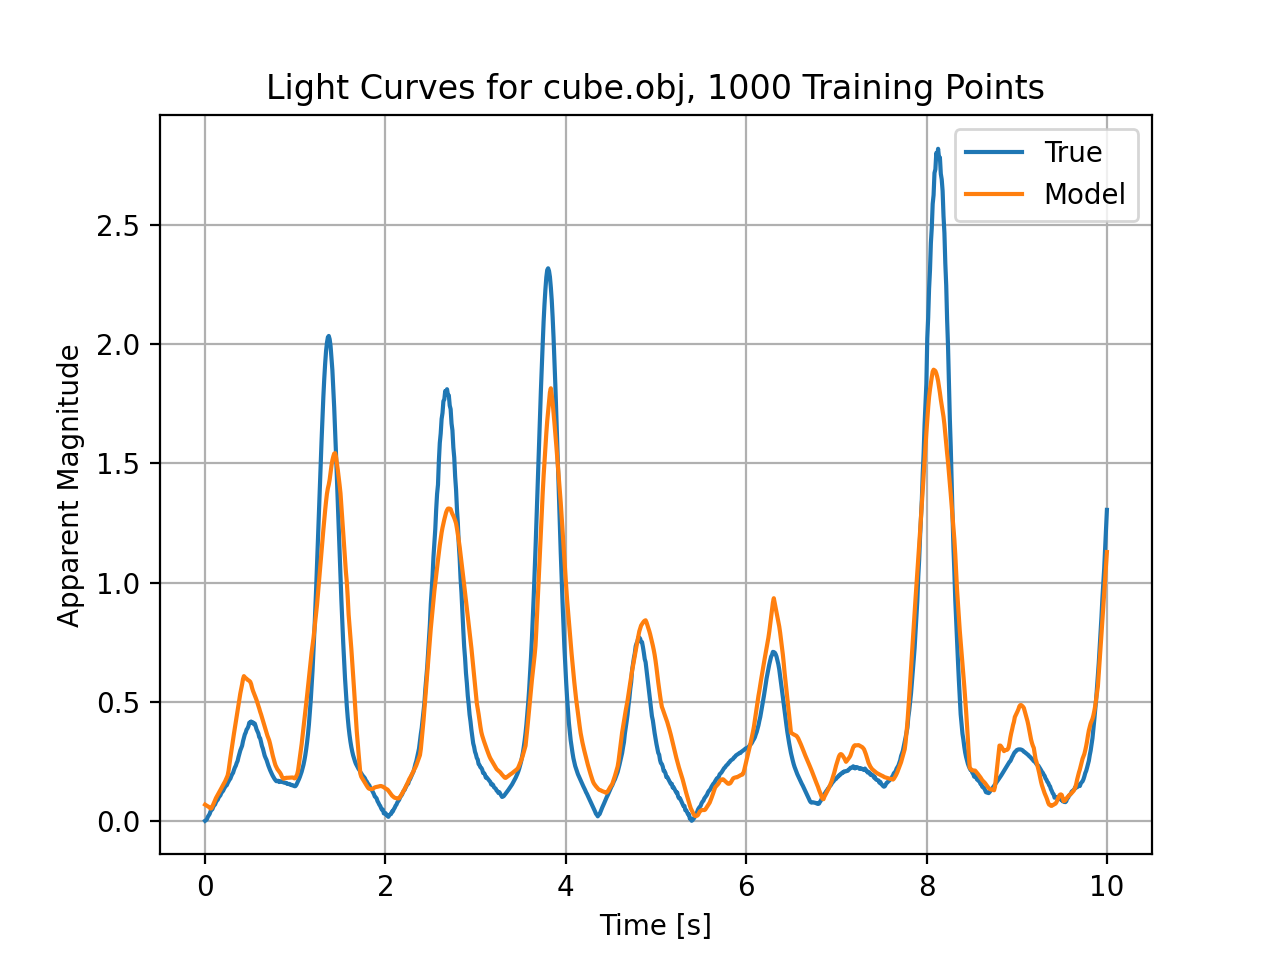 Light Curves for cube.obj, 1000 Training Points
True
Model
Apparent Magnitude
2.5
2.0
1.5
1.0
0.5
0.0
0 2 4 6 8 10
Time [s]